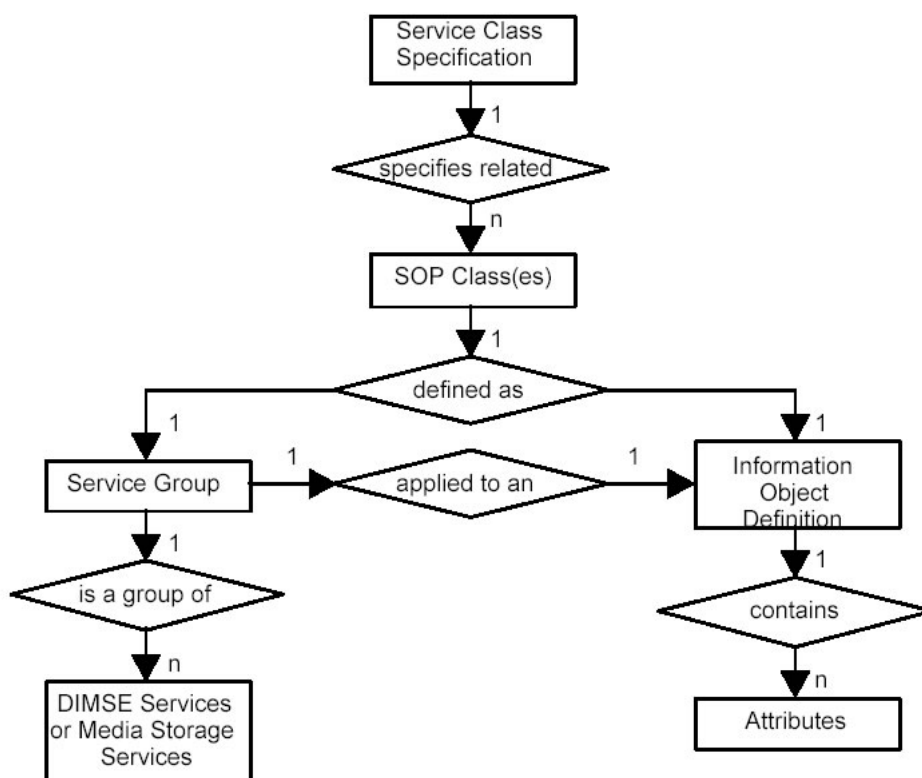 Service Class
Specification
1
specifies related
n
SOP Class(es)
1
defined as
1
1
Service Group
1
applied to an
1
Information
Object
Definition
1
is a group of
n
DIMSE Services
or Media Storage
Services
1
contains
n
Attributes